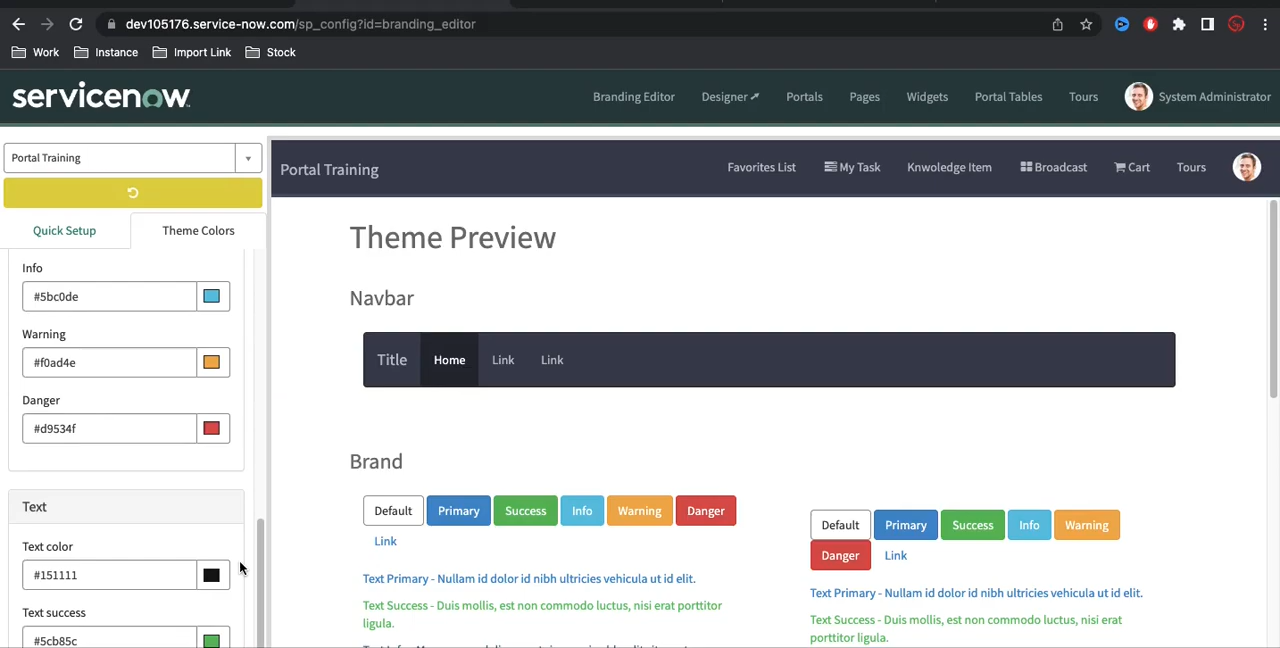 dev105176.service-now.com/sp_config?id=branding_editor
Work Instance Import Link Stock
servicenow
Branding Editor Designer Portals Pages Widgets Portal Tables Tours System Administrator
Portal Training
Quick Setup Theme Colors
Info
#5bc0de
Warning
#f0ad4e
Danger
#d9534f
Text
Text color
#151111
Text success
#5cb85c
Portal Training Favorites List My Task Knwoledge Item Broadcast Cart Tours
Theme Preview
Navbar
Title Home Link Link
Brand
Default Primary Success Info Warning Danger
Link
Text Primary - Nullam id dolor id nibh ultricies vehicula ut id elit.
Text Success - Duis mollis, est non commodo luctus, nisi erat porttitor
ligula.
Default Primary Success Info Warning
Danger Link
Text Primary - Nullam id dolor id nibh ultricies vehicula ut id elit.
Text Success - Duis mollis, est non commodo luctus, nisi erat
porttitor ligula.